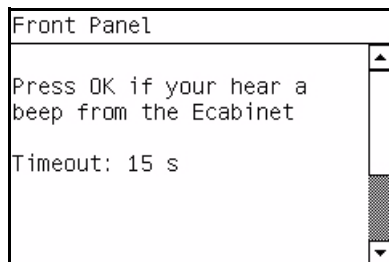 Front Panel
Press OK if your hear a
beep from the Ecabinet
Timeout: 15 s